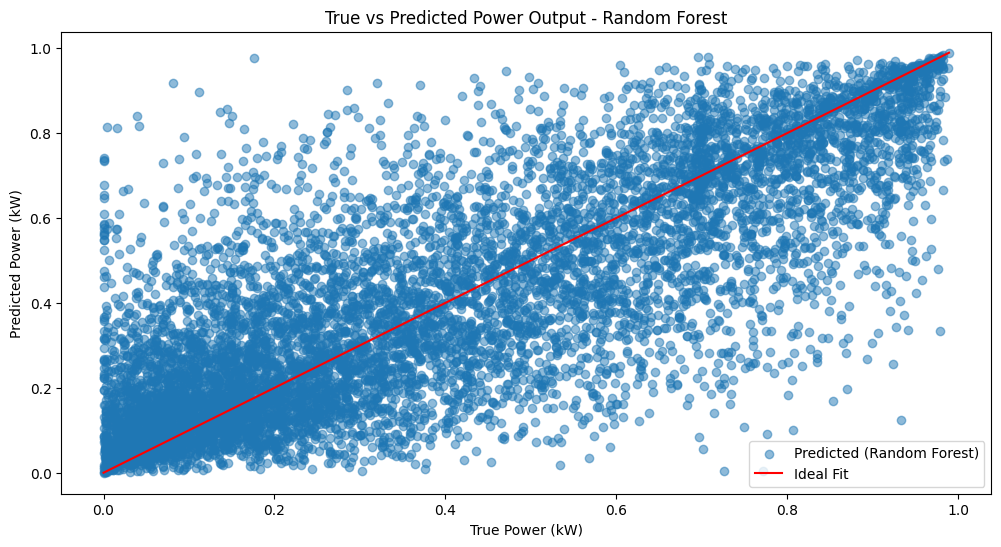 True vs Predicted Power Output - Random Forest
Predicted Power (kW)
1.0
0.8
0.6
0.4
0.2
0.0
0.0 0.2 0.4 0.6 0.8 1.0
True Power (kW)
Predicted (Random Forest)
Ideal Fit